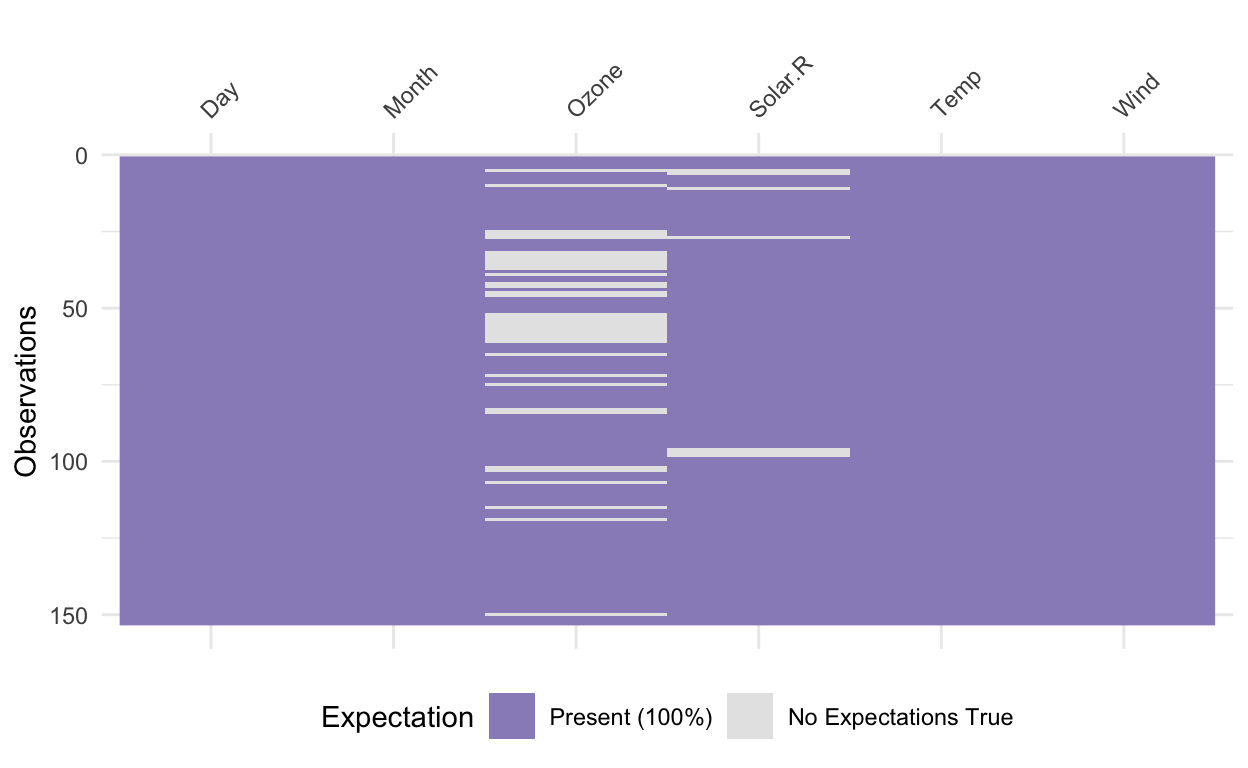 Day Month Ozone Solar.R Temp Wind
0
50
100
150
Observations
Expectation Present (100%) No Expectations True